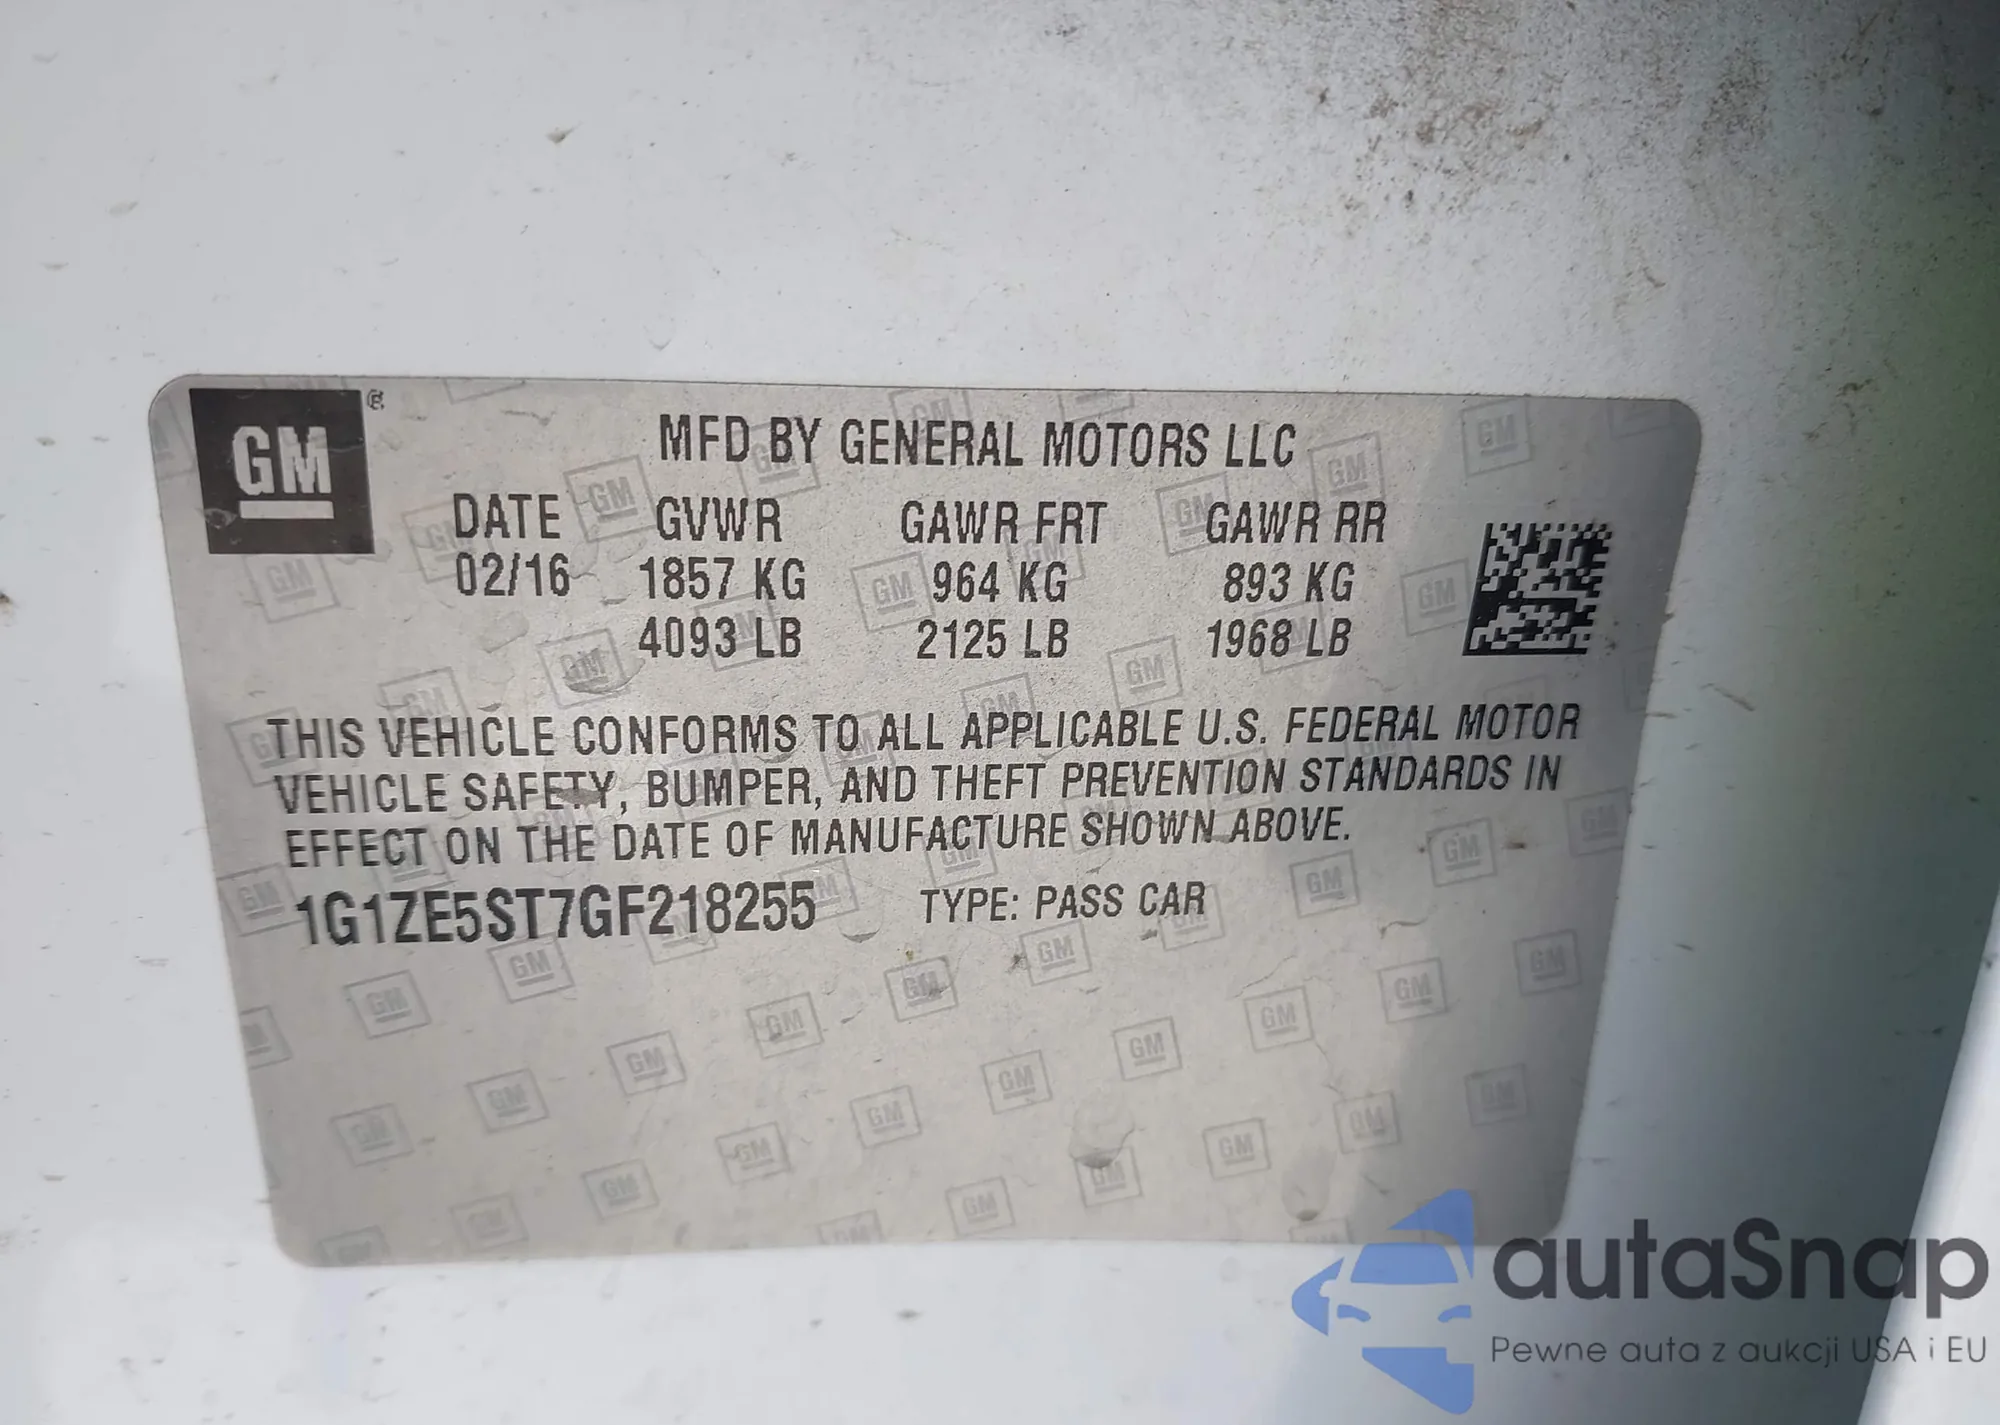 GM
MFD BY GENERAL MOTORS LLC
DATE GVWR GAWR FRT GAWR RR
02/16 1857 KG 964 KG 893 KG
4093 LB 2125 LB 1968 LB
THIS VEHICLE CONFORMS TO ALL APPLICABLE U.S. FEDERAL MOTOR
VEHICLE SAFETY, BUMPER, AND THEFT PREVENTION STANDARDS IN
EFFECT ON THE DATE OF MANUFACTURE SHOWN ABOVE.
1G1ZE5ST7GF218255 TYPE: PASS CAR
autaSnap
Pewne auta z aukcji USA i EU